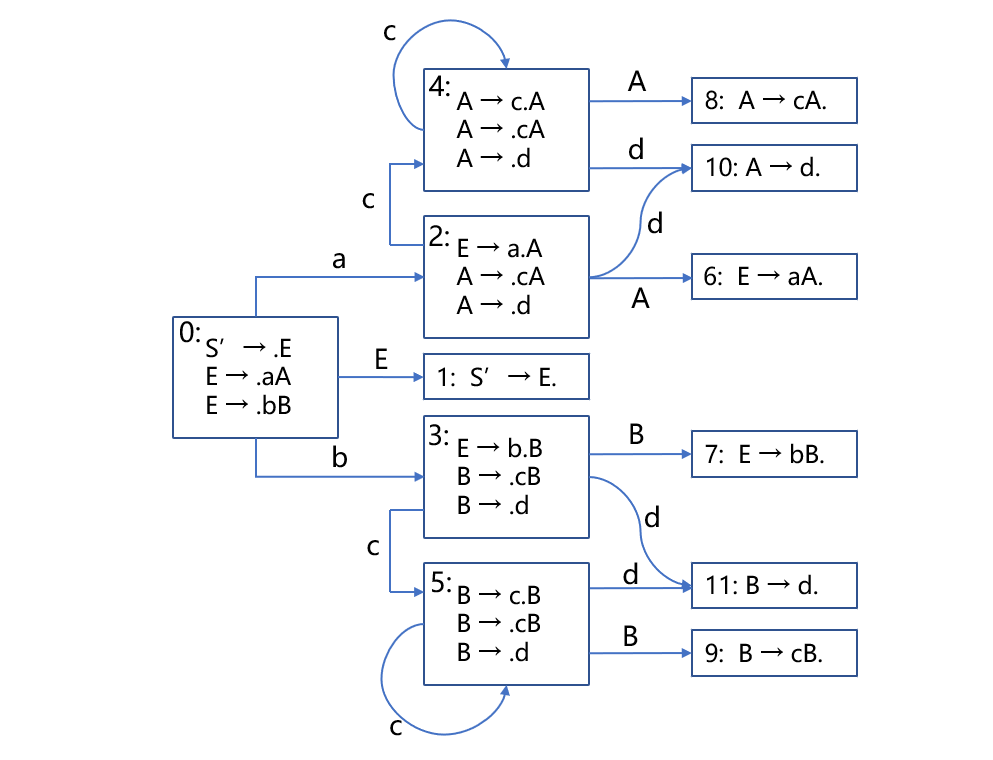 c
4:
A → c.A
A → .cA
A → .d
A
8: A → cA.
d
10: A → d.
c
2:
E → a.A
A → .cA
A → .d
d
A
6: E → aA.
a
0:
S′ → .E
E → .aA
E → .bB
E
1: S′ → E.
b
3:
E → b.B
B → .cB
B → .d
B
7: E → bB.
d
c
5:
B → c.B
B → .cB
B → .d
d
11: B → d.
B
9: B → cB.
c